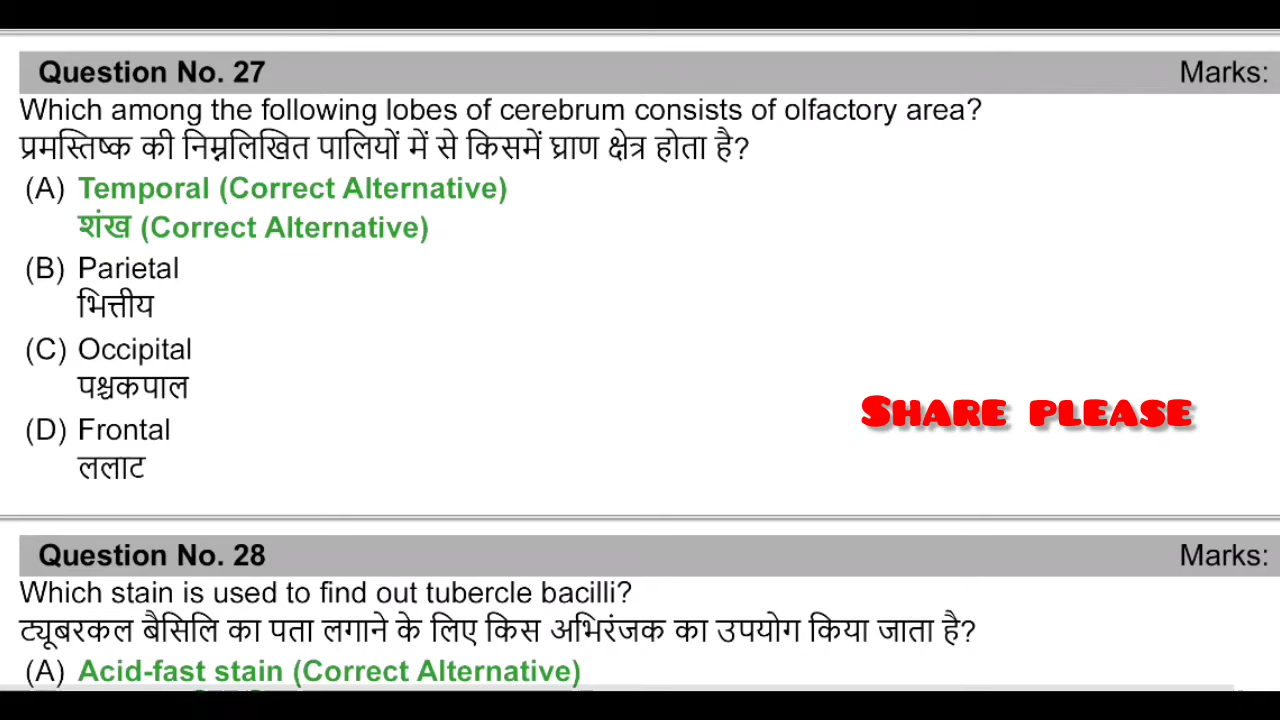 Question No. 27 Marks:
Which among the following lobes of cerebrum consists of olfactory area?
प्रमस्तिष्क की निम्नलिखित पालियों में से किसमें घ्राण क्षेत्र होता है?
(A) Temporal (Correct Alternative)
शंख (Correct Alternative)
(B) Parietal
भित्तीय
(C) Occipital
पश्चकपाल
(D) Frontal
ललाट
Share please
Question No. 28 Marks:
Which stain is used to find out tubercle bacilli?
ट्यूबरकल बैसिलि का पता लगाने के लिए किस अभिरंजक का उपयोग किया जाता है?
(A) Acid-fast stain (Correct Alternative)